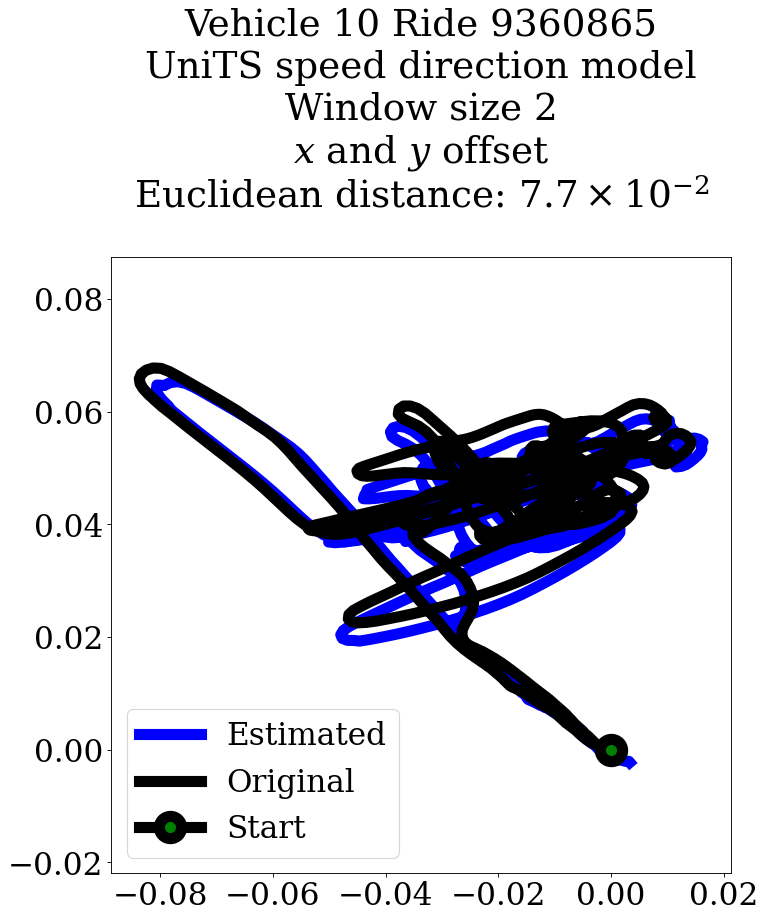 Vehicle 10 Ride 9360865
UniTS speed direction model
Window size 2
x and y offset
Euclidean distance: 7.7 × 10⁻²
0.08
0.06
0.04
0.02
0.00
−0.02
Estimated
Original
Start
−0.08 −0.06 −0.04 −0.02 0.00 0.02